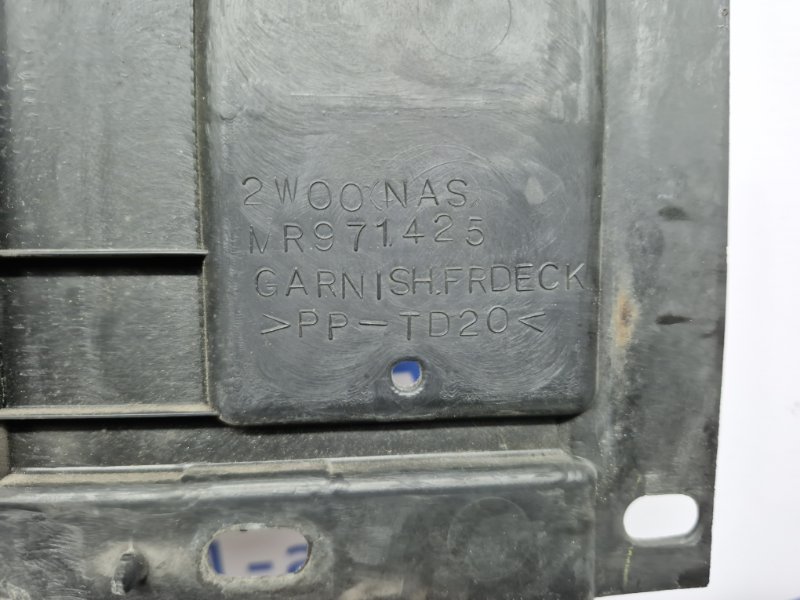 2W00(NAS)
MR971425
GARNISH,FRDECK
>PP-TD20<